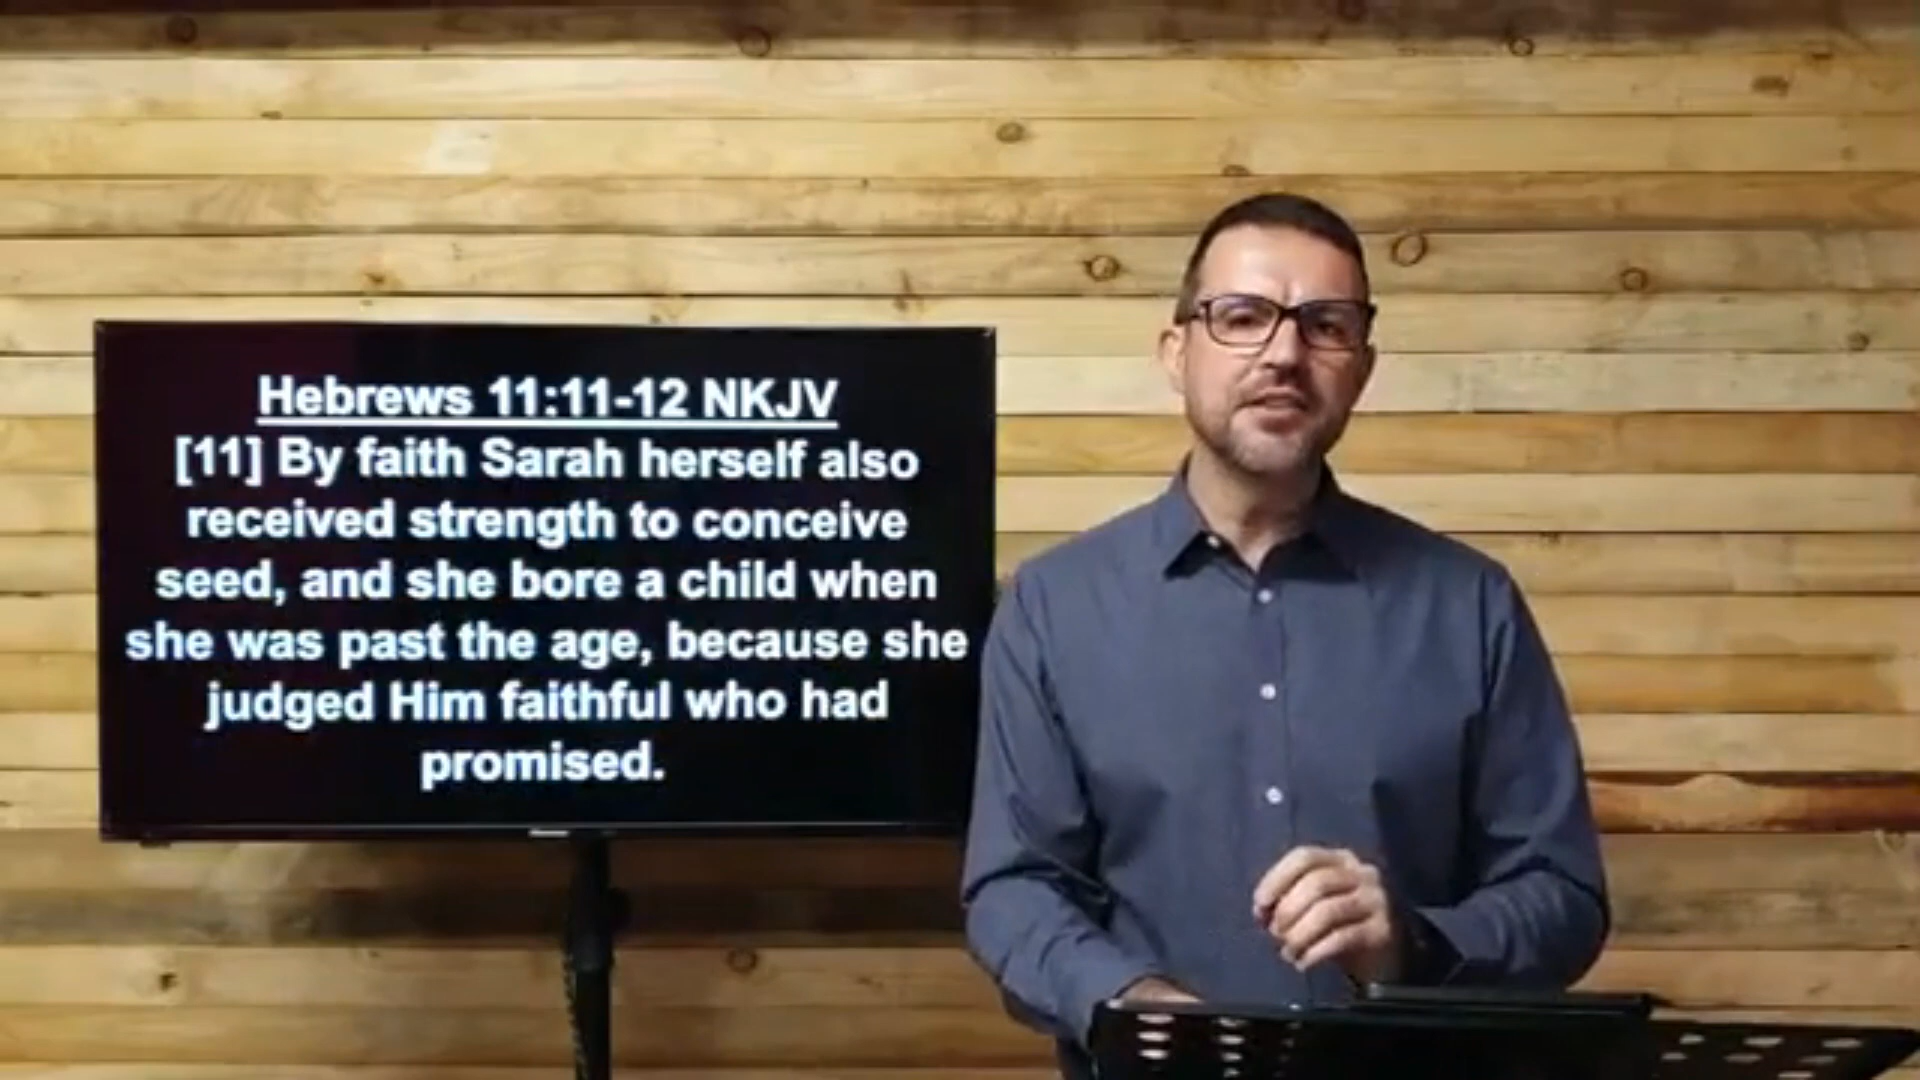 Hebrews 11:11-12 NKJV
[11] By faith Sarah herself also
received strength to conceive
seed, and she bore a child when
she was past the age, because she
judged Him faithful who had
promised.